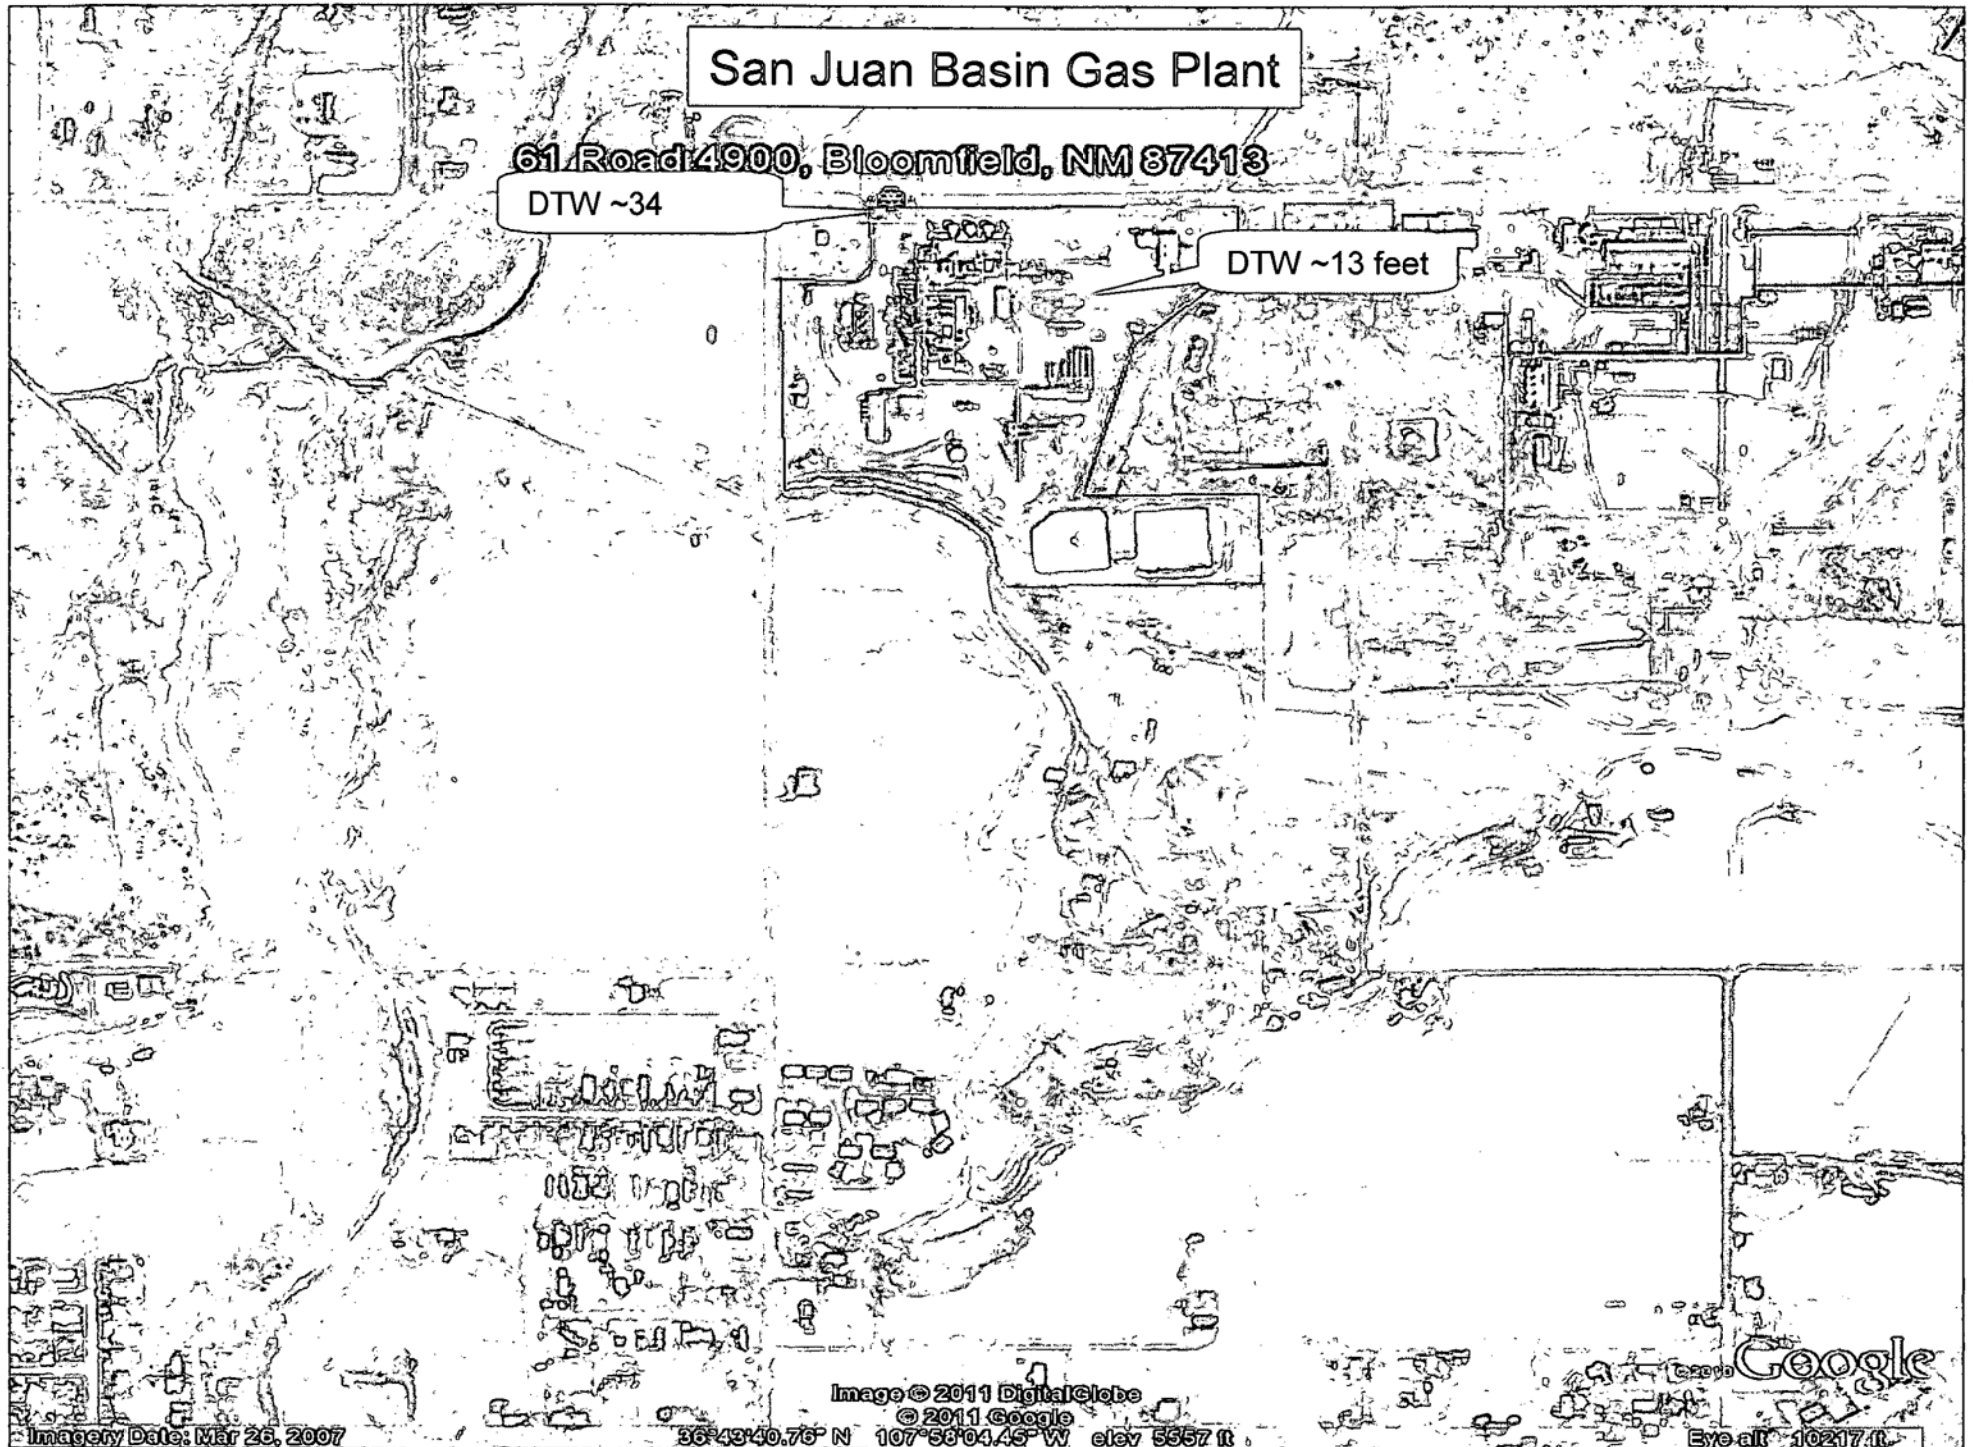 San Juan Basin Gas Plant
61 Road 4900, Bloomfield, NM 87413
DTW ~34
DTW ~13 feet
©2010 Google
Image © 2011 DigitalGlobe
© 2011 Google
Imagery Date: Mar 26, 2007 36°43'40.76" N 107°58'04.45" W elev 5557 ft Eye alt 10217 ft